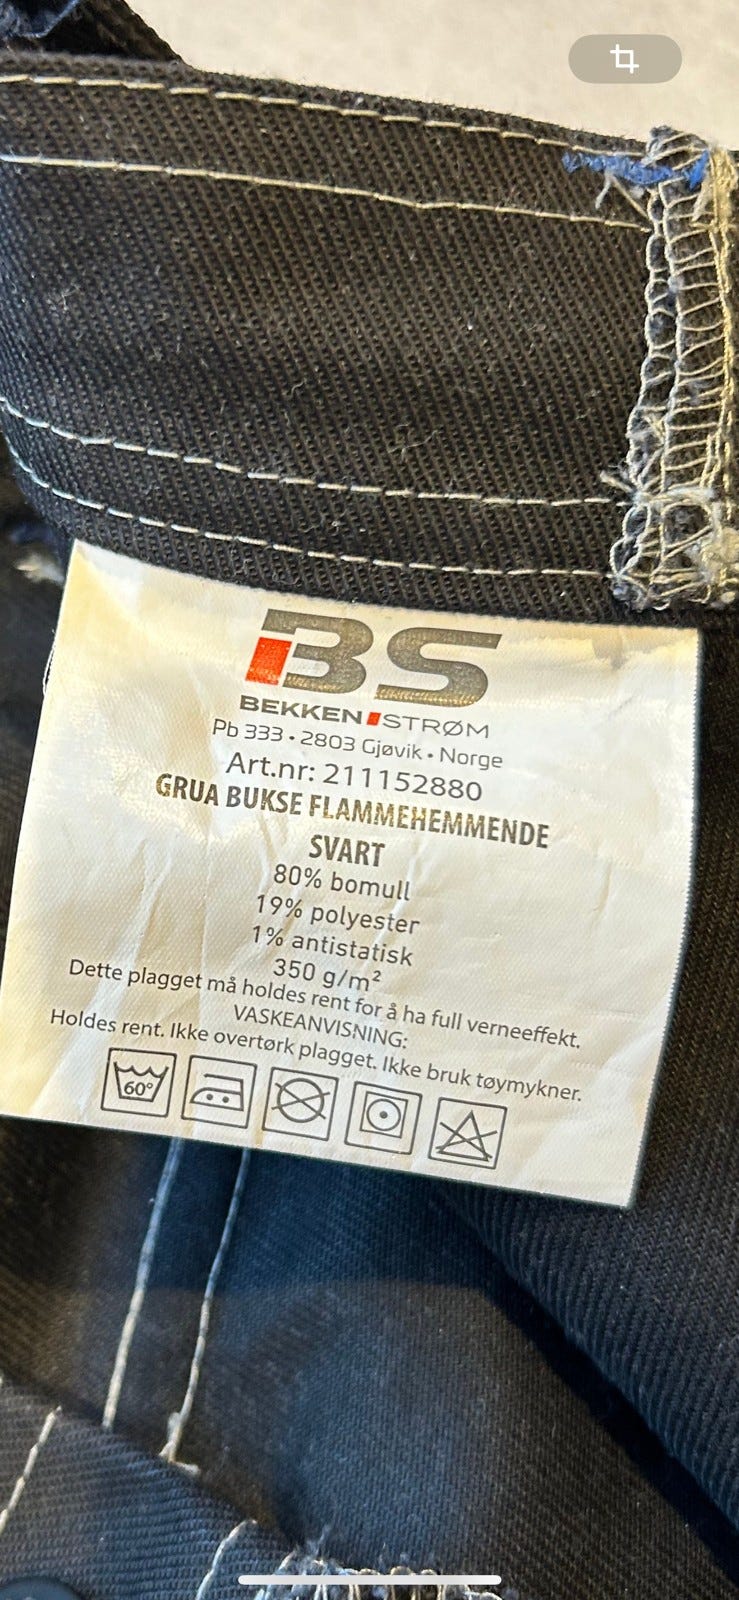 BS
BEKKEN STRØM
Pb 333 • 2803 Gjøvik • Norge
Art.nr: 211152880
GRUA BUKSE FLAMMEHEMMENDE
SVART
80% bomull
19% polyester
1% antistatisk
350 g/m²
Dette plagget må holdes rent for å ha full verneeffekt.
VASKEANVISNING:
Holdes rent. Ikke overtørk plagget. Ikke bruk tøymykner.
60°